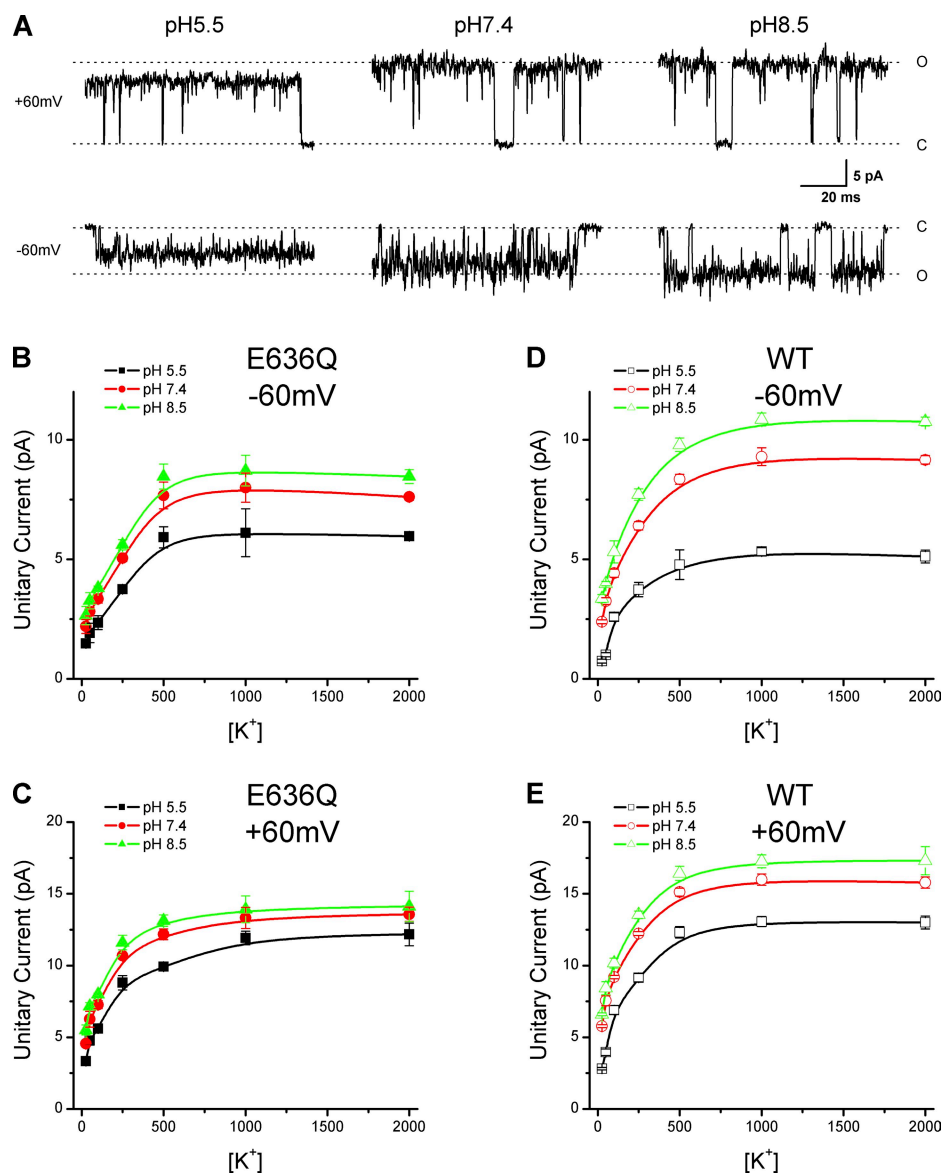 A
pH5.5 pH7.4 pH8.5
+60mV
O
C
5 pA
20 ms
-60mV
C
O
B
E636Q
-60mV
pH 5.5
pH 7.4
pH 8.5
10
5
0
Unitary Current (pA)
0 500 1000 1500 2000
[K⁺]
D
WT
-60mV
pH 5.5
pH 7.4
pH 8.5
10
5
0
Unitary Current (pA)
0 500 1000 1500 2000
[K⁺]
C
E636Q
+60mV
pH 5.5
pH 7.4
pH 8.5
20
15
10
5
0
Unitary Current (pA)
0 500 1000 1500 2000
[K⁺]
E
WT
+60mV
pH 5.5
pH 7.4
pH 8.5
20
15
10
5
0
Unitary Current (pA)
0 500 1000 1500 2000
[K⁺]